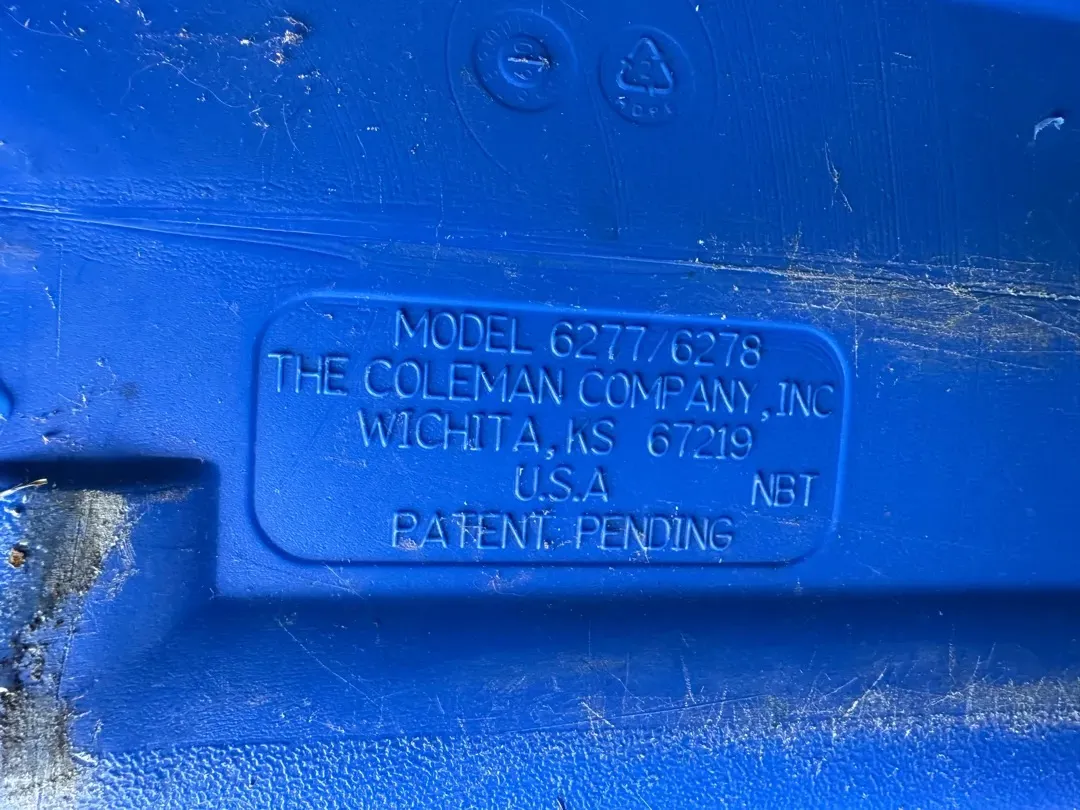 MODEL 6277/6278
THE COLEMAN COMPANY, INC
WICHITA, KS 67219
U.S.A NBT
PATENT PENDING